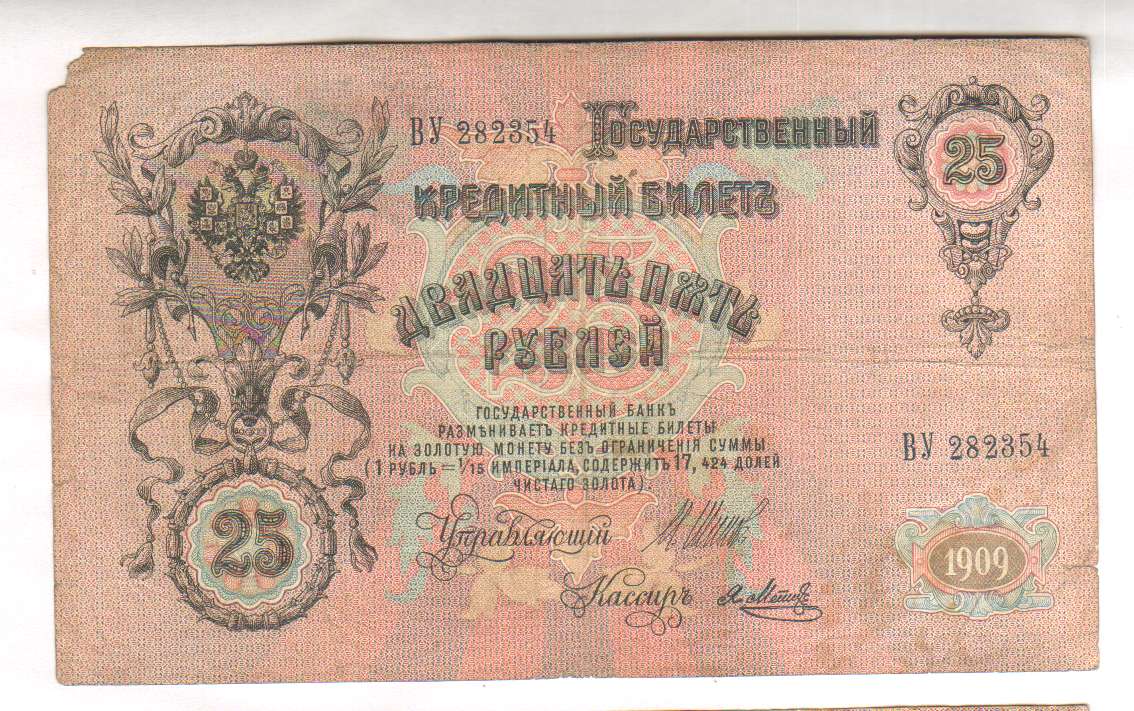 ВУ 282354
ГОСУДАРСТВЕННЫЙ
КРЕДИТНЫЙ БИЛЕТЪ
25
ДВАДЦАТЬ ПЯТЬ
РУБЛЕЙ
ГОСУДАРСТВЕННЫЙ БАНКЪ
РАЗМѢНИВАЕТЪ КРЕДИТНЫЕ БИЛЕТЫ
НА ЗОЛОТУЮ МОНЕТУ БЕЗЪ ОГРАНИЧЕНІЯ СУММЫ
(1 РУБЛЬ = 1/15 ИМПЕРІАЛА, СОДЕРЖИТЪ 17, 424 ДОЛЕЙ
ЧИСТАГО ЗОЛОТА).
ВУ 282354
25
25
Управляющій
Кассиръ
1909